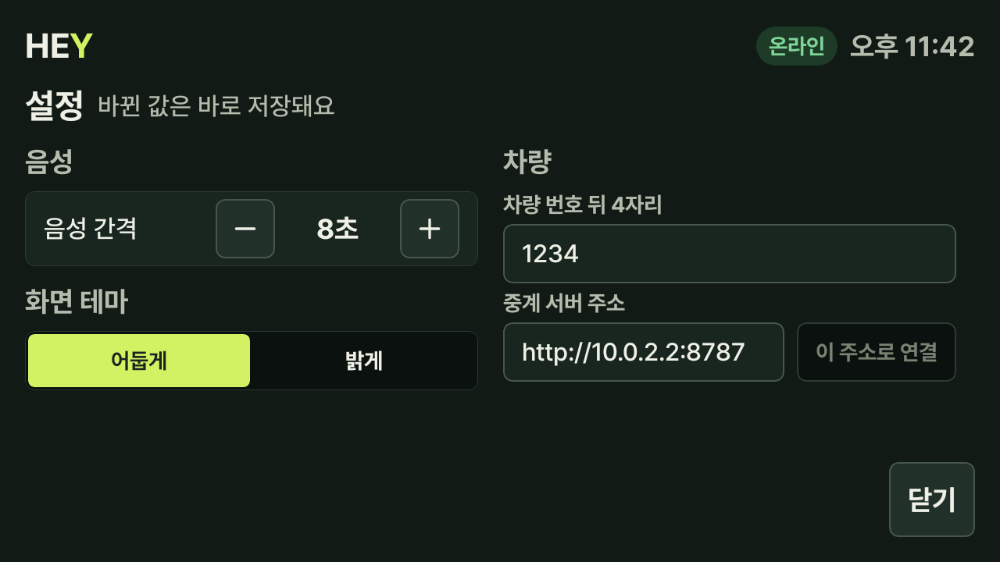 HEY
온라인 오후 11:42
설정 바뀐 값은 바로 저장돼요
음성
음성 간격 − 8초 +
화면 테마
어둡게 밝게
차량
차량 번호 뒤 4자리
1234
중계 서버 주소
http://10.0.2.2:8787 이 주소로 연결
닫기